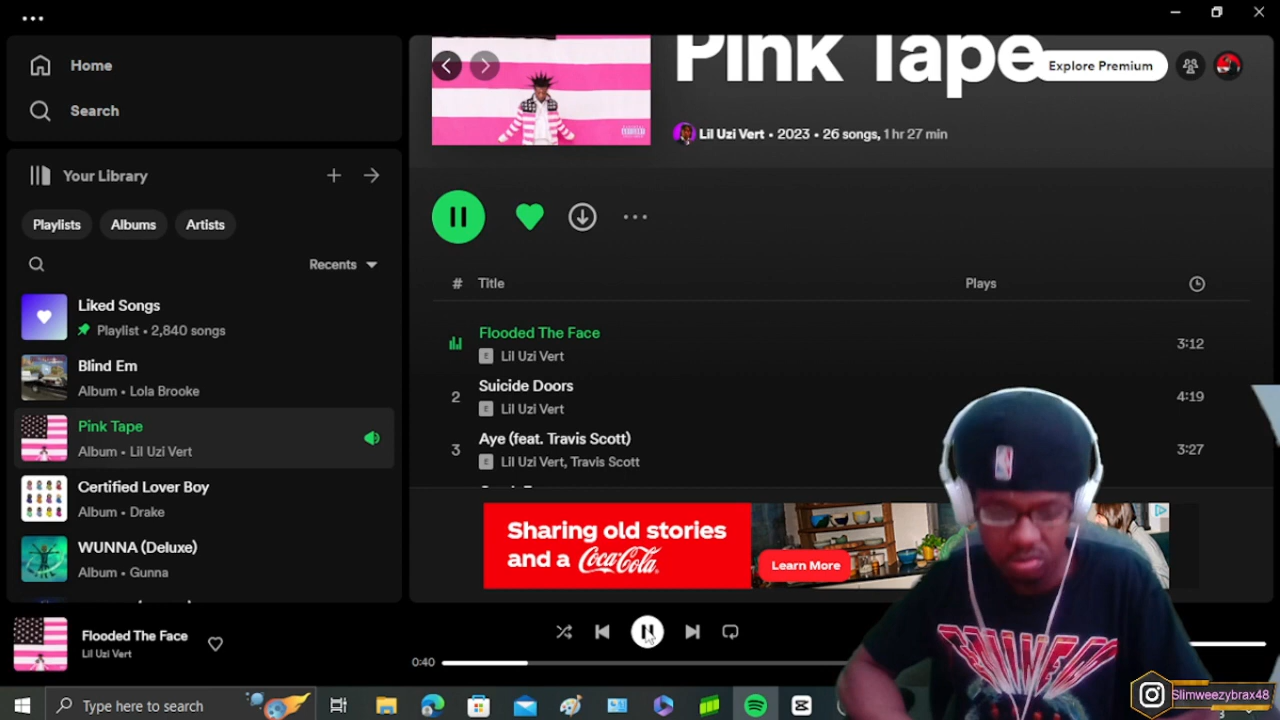 Home
Search
Your Library
Playlists
Albums
Artists
Recents
Liked Songs
Playlist • 2,840 songs
Blind Em
Album • Lola Brooke
Pink Tape
Album • Lil Uzi Vert
Certified Lover Boy
Album • Drake
WUNNA (Deluxe)
Album • Gunna
Pink Tape
Explore Premium
Lil Uzi Vert • 2023 • 26 songs, 1 hr 27 min
# Title Plays
Flooded The Face 3:12
E Lil Uzi Vert
2 Suicide Doors 4:19
E Lil Uzi Vert
3 Aye (feat. Travis Scott) 3:27
E Lil Uzi Vert, Travis Scott
Sharing old stories
and a Coca-Cola
Learn More
Flooded The Face
Lil Uzi Vert
0:40
Type here to search
Slimweezybrax48